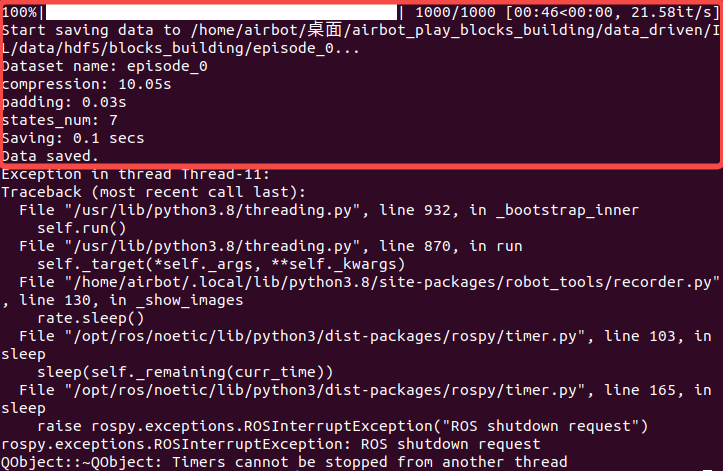 100%|██████████| 1000/1000 [00:46<00:00, 21.58it/s]
Start saving data to /home/airbot/桌面/airbot_play_blocks_building/data_driven/I
L/data/hdf5/blocks_building/episode_0...
Dataset name: episode_0
compression: 10.05s
padding: 0.03s
states_num: 7
Saving: 0.1 secs
Data saved.
Exception in thread Thread-11:
Traceback (most recent call last):
  File "/usr/lib/python3.8/threading.py", line 932, in _bootstrap_inner
    self.run()
  File "/usr/lib/python3.8/threading.py", line 870, in run
    self._target(*self._args, **self._kwargs)
  File "/home/airbot/.local/lib/python3.8/site-packages/robot_tools/recorder.py"
, line 130, in _show_images
    rate.sleep()
  File "/opt/ros/noetic/lib/python3/dist-packages/rospy/timer.py", line 103, in
sleep
    sleep(self._remaining(curr_time))
  File "/opt/ros/noetic/lib/python3/dist-packages/rospy/timer.py", line 165, in
sleep
    raise rospy.exceptions.ROSInterruptException("ROS shutdown request")
rospy.exceptions.ROSInterruptException: ROS shutdown request
QObject::~QObject: Timers cannot be stopped from another thread